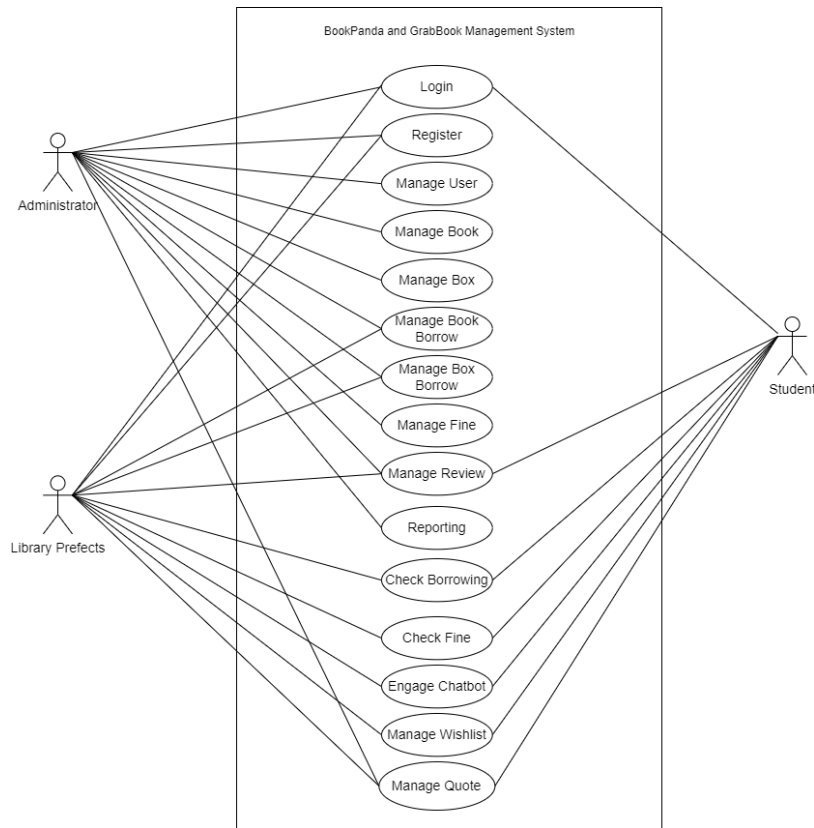 BookPanda and GrabBook Management System
Login
Register
Administrator
Manage User
Manage Book
Manage Box
Manage Book
Borrow
Manage Box
Borrow
Student
Manage Fine
Manage Review
Library Prefects
Reporting
Check Borrowing
Check Fine
Engage Chatbot
Manage Wishlist
Manage Quote